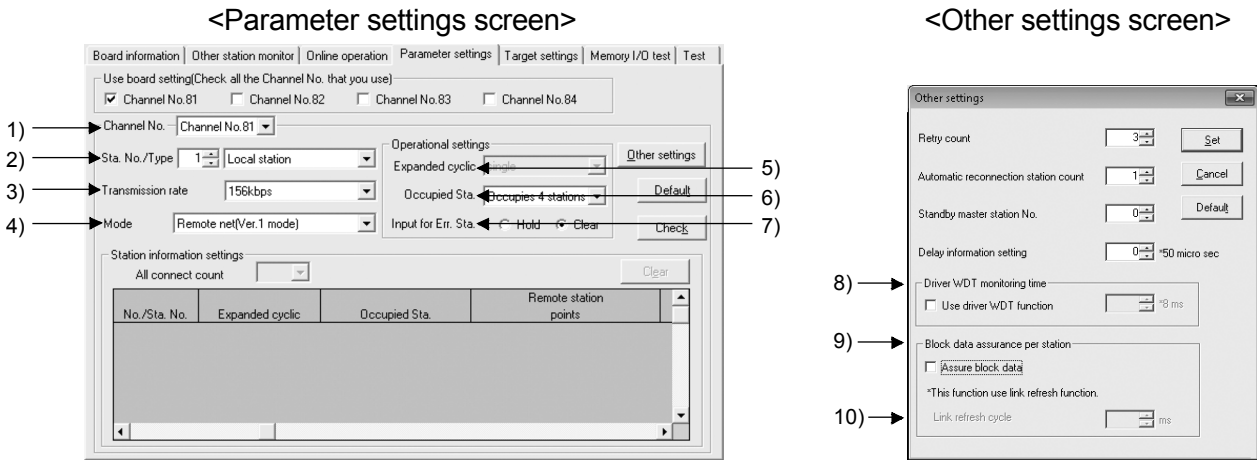 <Parameter settings screen>
Board information Other station monitor Online operation Parameter settings Target settings Memory I/O test Test
Use board setting(Check all the Channel No. that you use)
Channel No.81 Channel No.82 Channel No.83 Channel No.84
1) Channel No. Channel No.81
2) Sta. No./Type 1 Local station
3) Transmission rate 156kbps
4) Mode Remote net(Ver.1 mode)
Operational settings
Expanded cyclic single 5)
Occupied Sta. Occupies 4 stations 6)
Input for Err. Sta. Hold Clear 7)
Other settings
Default
Check
Station information settings
All connect count
Clear
No./Sta. No. Expanded cyclic Occupied Sta. Remote station points
<Other settings screen>
Other settings
Retry count 3 Set
Automatic reconnection station count 1 Cancel
Standby master station No. 0 Default
Delay information setting 0 *50 micro sec
8) Driver WDT monitoring time
Use driver WDT function *8 ms
9) Block data assurance per station
Assure block data
*This function use link refresh function.
10) Link refresh cycle ms